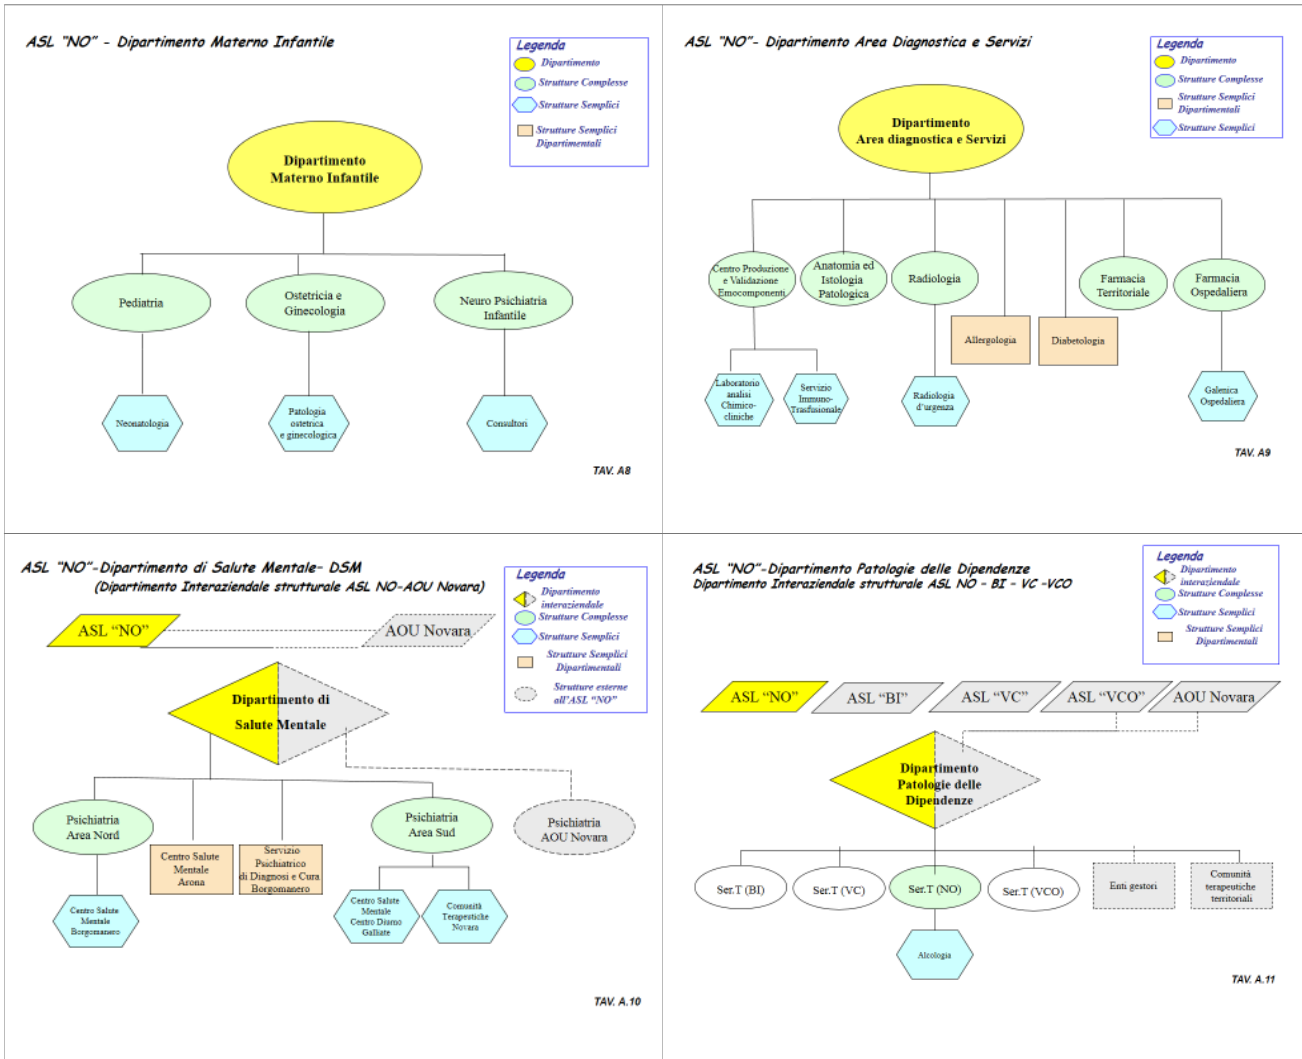 ASL “NO” - Dipartimento Materno Infantile
Legenda
Dipartimento
Strutture Complesse
Strutture Semplici
Strutture Semplici
Dipartimentali
Dipartimento
Materno Infantile
Pediatria
Ostetricia e
Ginecologia
Neuro Psichiatria
Infantile
Neonatologia
Patologia
ostetrica
e ginecologica
Consultori
TAV. A8
ASL “NO”- Dipartimento Area Diagnostica e Servizi
Legenda
Dipartimento
Strutture Complesse
Strutture Semplici
Dipartimentali
Strutture Semplici
Dipartimento
Area diagnostica e Servizi
Centro Produzione
e Validazione
Emocomponenti
Anatomia ed
Istologia
Patologica
Radiologia
Farmacia
Territoriale
Farmacia
Ospedaliera
Allergologia
Diabetologia
Laboratorio
analisi
Chimico-
cliniche
Servizio
Immuno-
Trasfusionale
Radiologia
d’urgenza
Galenica
Ospedaliera
TAV. A9
ASL “NO”-Dipartimento di Salute Mentale- DSM
(Dipartimento Interaziendale strutturale ASL NO-AOU Novara)
Legenda
Dipartimento
interaziendale
Strutture Complesse
Strutture Semplici
Strutture Semplici
Dipartimentali
Strutture esterne
all’ASL “NO”
ASL “NO”
AOU Novara
Dipartimento di
Salute Mentale
Psichiatria
Area Nord
Centro Salute
Mentale
Arona
Servizio
Psichiatrico
di Diagnosi e Cura
Borgomanero
Psichiatria
Area Sud
Psichiatria
AOU Novara
Centro Salute
Mentale
Borgomanero
Centro Salute
Mentale
Centro Diurno
Galliate
Comunità
Terapeutiche
Novara
TAV. A.10
ASL “NO”-Dipartimento Patologie delle Dipendenze
Dipartimento Interaziendale strutturale ASL NO - BI - VC -VCO
Legenda
Dipartimento
interaziendale
Strutture Complesse
Strutture Semplici
Strutture Semplici
Dipartimentali
ASL “NO”
ASL “BI”
ASL “VC”
ASL “VCO”
AOU Novara
Dipartimento
Patologie delle
Dipendenze
Ser.T (BI)
Ser.T (VC)
Ser.T (NO)
Ser.T (VCO)
Enti gestori
Comunità
terapeutiche
territoriali
Alcologia
TAV. A.11